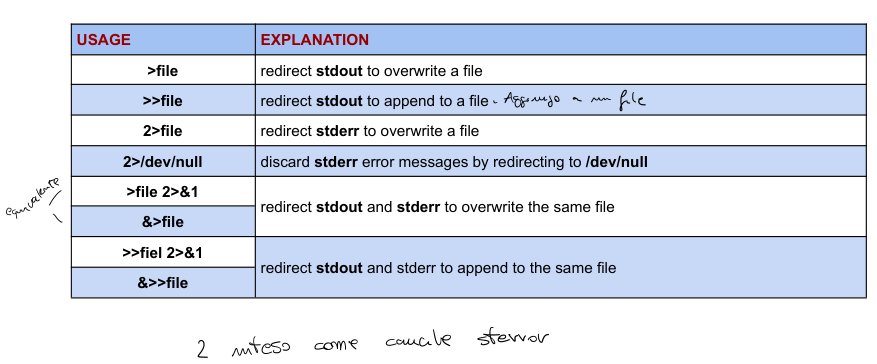 USAGE EXPLANATION
>file redirect stdout to overwrite a file
>>file redirect stdout to append to a file - Aggiungo a un file
2>file redirect stderr to overwrite a file
2>/dev/null discard stderr error messages by redirecting to /dev/null
equivalente
>file 2>&1
redirect stdout and stderr to overwrite the same file
&>file
>>fiel 2>&1
redirect stdout and stderr to append to the same file
&>>file
2 inteso come canale sterror